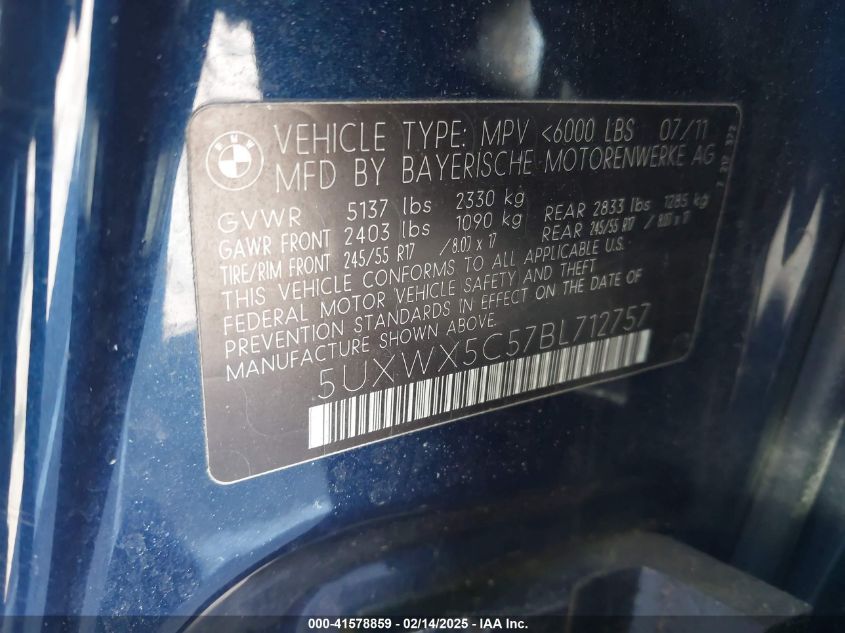 BMW
VEHICLE TYPE: MPV <6000 LBS 07/11
MFD BY BAYERISCHE MOTORENWERKE AG
GVWR 5137 lbs 2330 kg
GAWR FRONT 2403 lbs 1090 kg REAR 2833 lbs 1285 kg
TIRE/RIM FRONT 245/55 R17 /8.0J x 17 REAR 245/55 R17 / 8.0J x 17
THIS VEHICLE CONFORMS TO ALL APPLICABLE U.S.
FEDERAL MOTOR VEHICLE SAFETY AND THEFT
PREVENTION STANDARDS IN EFFECT ON THE DATE OF
MANUFACTURE SHOWN ABOVE.
5UXWX5C57BL712757
000-41578859 - 02/14/2025 - IAA Inc.